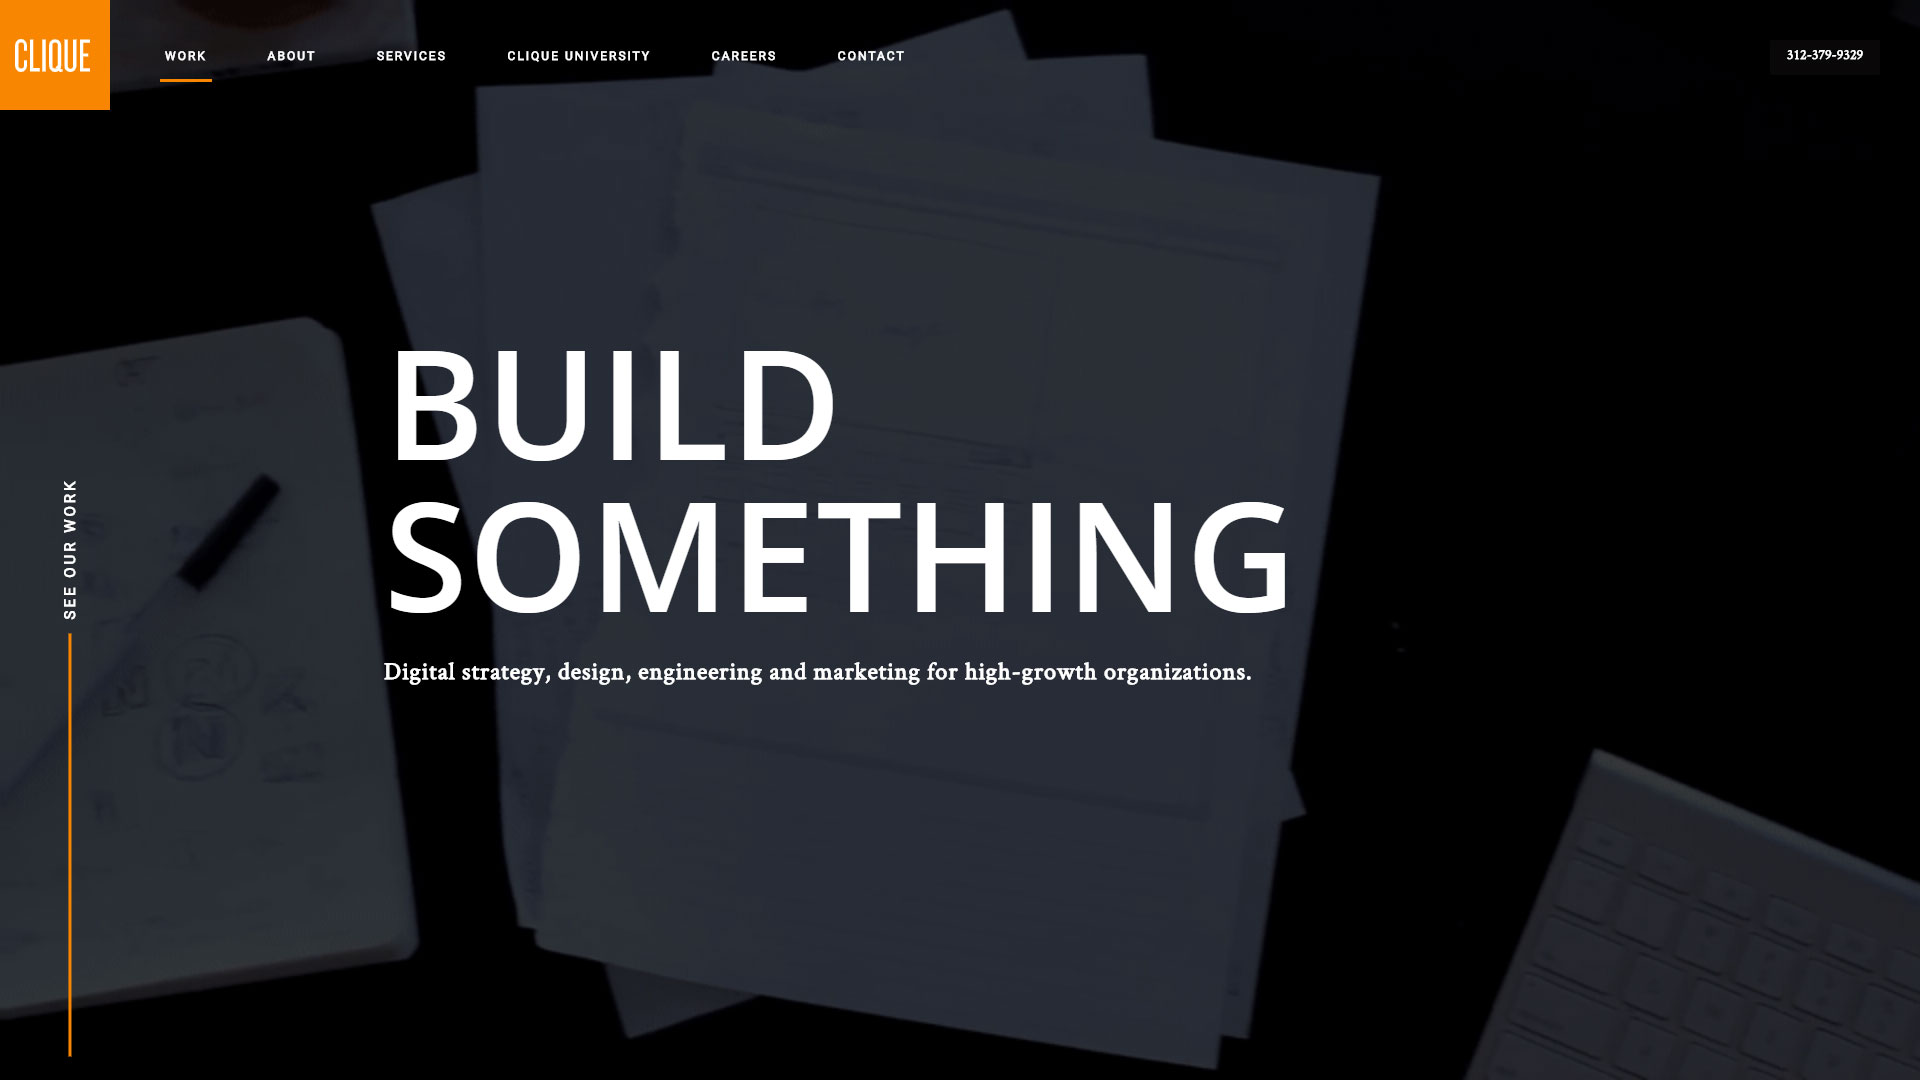 CLIQUE
WORK
ABOUT
SERVICES
CLIQUE UNIVERSITY
CAREERS
CONTACT
312-379-9329
BUILD
SOMETHING
Digital strategy, design, engineering and marketing for high-growth organizations.
SEE OUR WORK